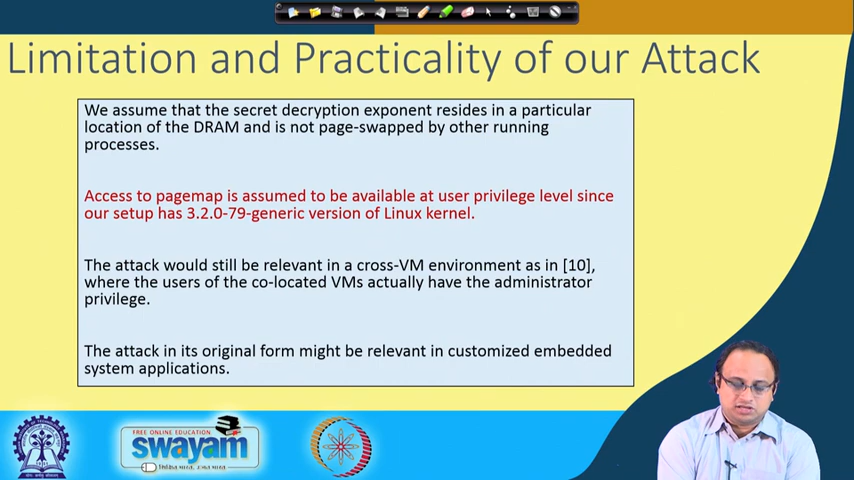 Limitation and Practicality of our Attack
We assume that the secret decryption exponent resides in a particular
location of the DRAM and is not page-swapped by other running
processes.
Access to pagemap is assumed to be available at user privilege level since
our setup has 3.2.0-79-generic version of Linux kernel.
The attack would still be relevant in a cross-VM environment as in [10],
where the users of the co-located VMs actually have the administrator
privilege.
The attack in its original form might be relevant in customized embedded
system applications.
FREE ONLINE EDUCATION
swayam